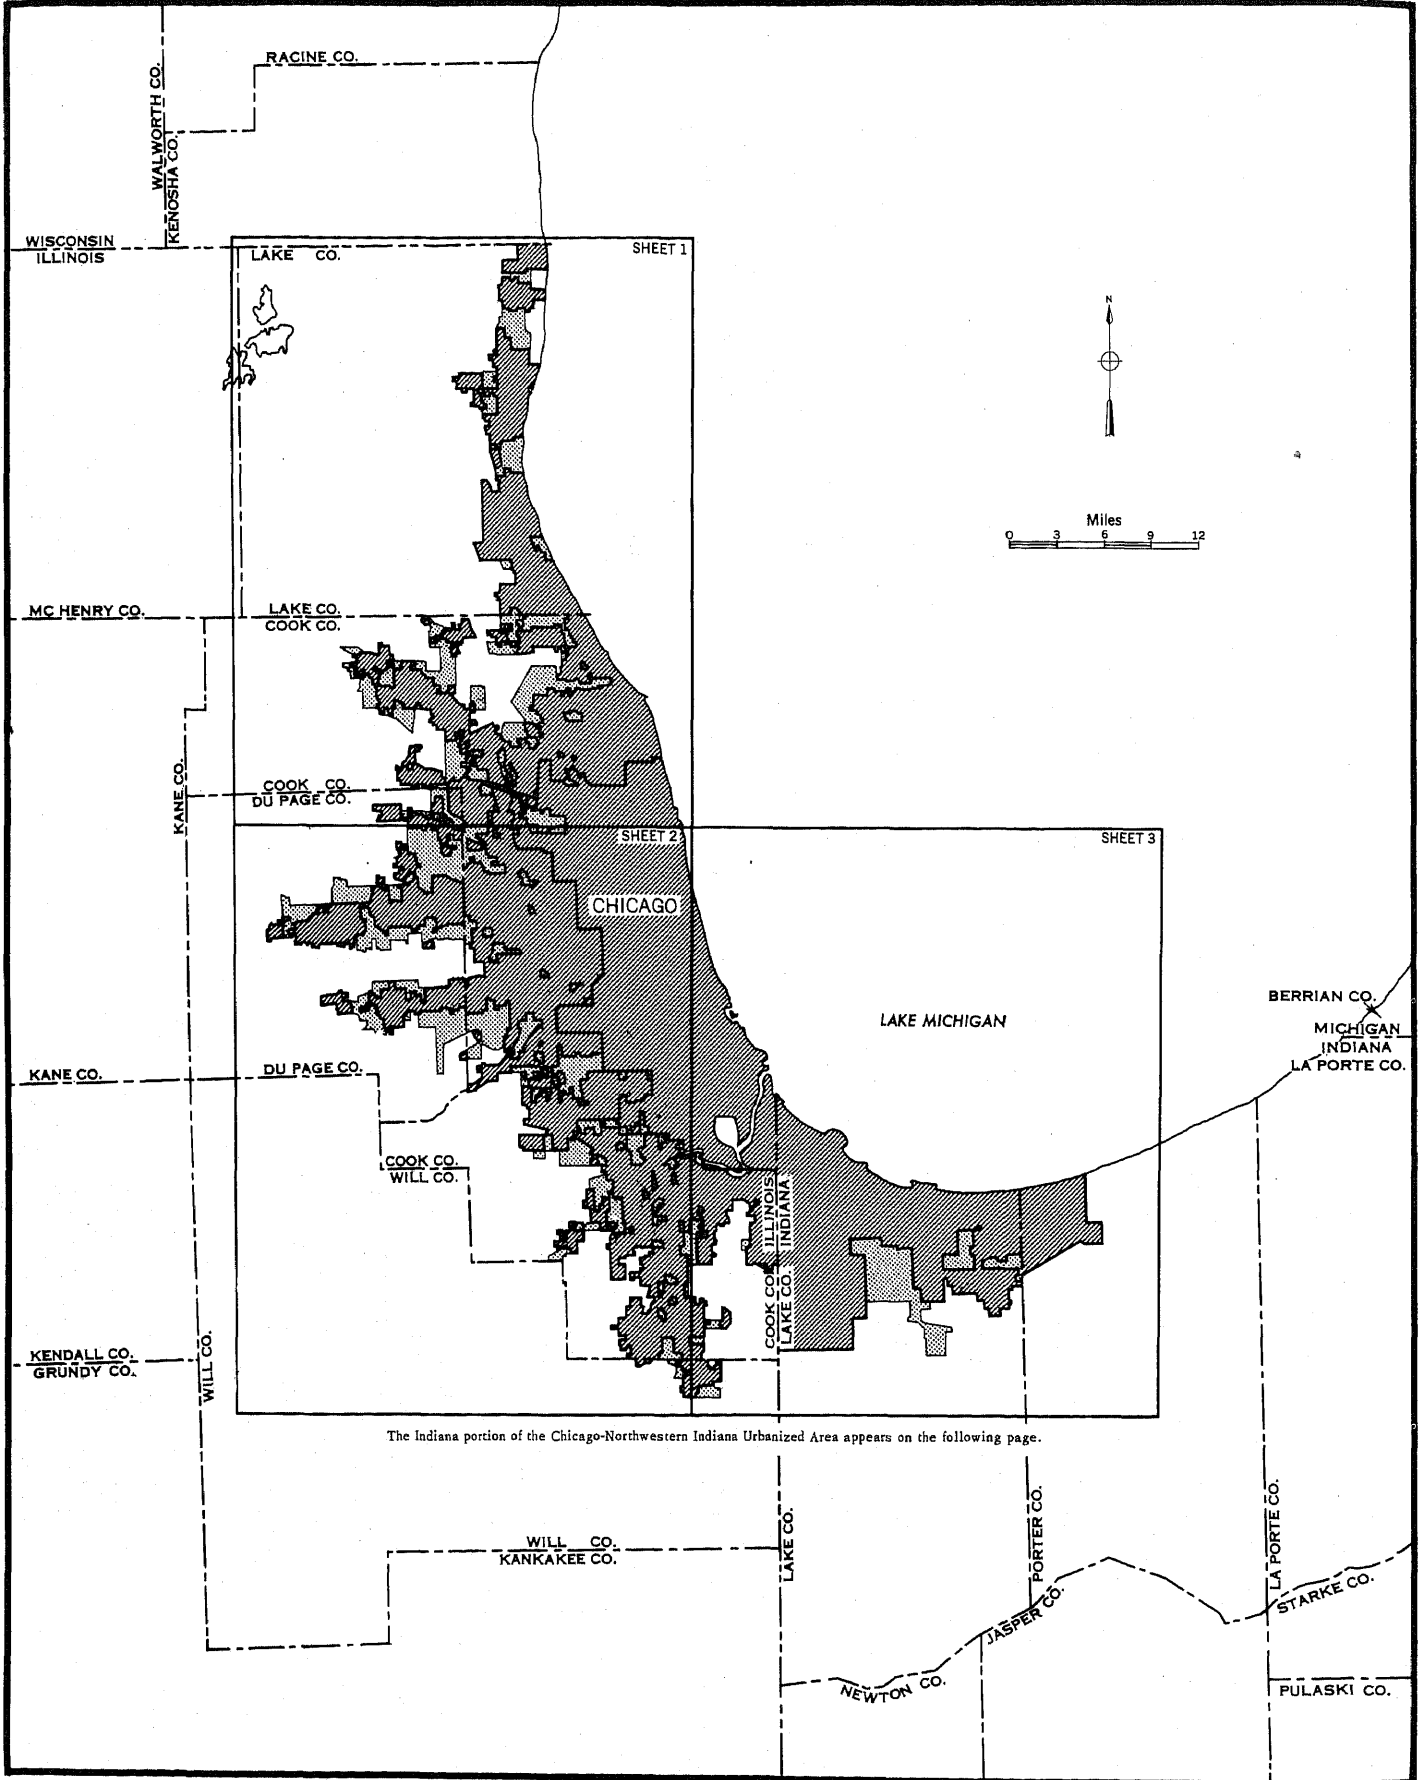 RACINE CO.
WALWORTH CO.
KENOSHA CO.
WISCONSIN
ILLINOIS
LAKE CO.
SHEET 1
N
Miles
0 3 6 9 12
MC HENRY CO.
LAKE CO.
COOK CO.
KANE CO.
COOK CO.
DU PAGE CO.
SHEET 2
SHEET 3
CHICAGO
LAKE MICHIGAN
BERRIAN CO.
MICHIGAN
INDIANA
LA PORTE CO.
KANE CO.
DU PAGE CO.
COOK CO.
WILL CO.
ILLINOIS
INDIANA
COOK CO.
LAKE CO.
KENDALL CO.
GRUNDY CO.
WILL CO.
The Indiana portion of the Chicago-Northwestern Indiana Urbanized Area appears on the following page.
WILL CO.
KANKAKEE CO.
LAKE CO.
PORTER CO.
LA PORTE CO.
JASPER CO.
STARKE CO.
NEWTON CO.
PULASKI CO.